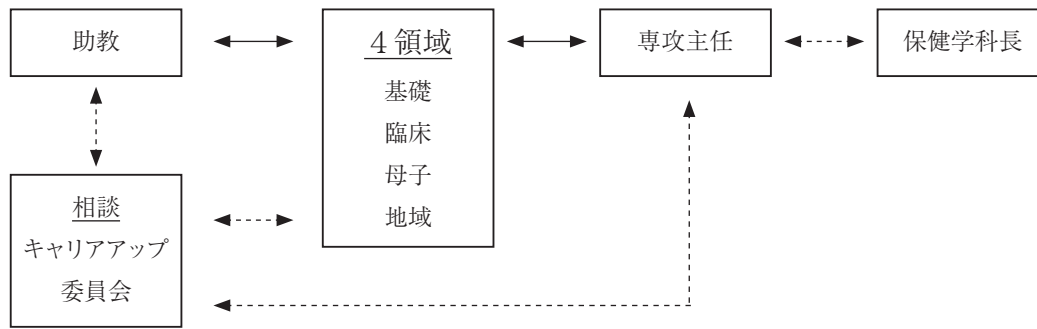 助教
4領域
基礎
臨床
母子
地域
専攻主任
保健学科長
相談
キャリアアップ
委員会